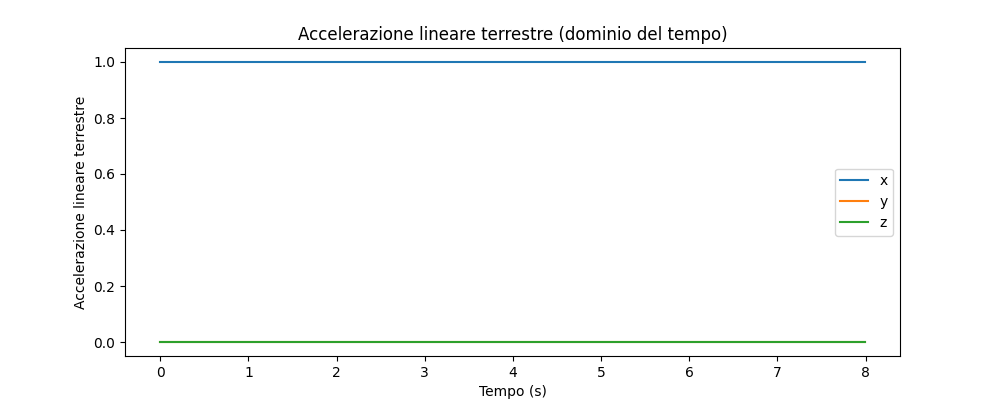 Accelerazione lineare terrestre (dominio del tempo)
Accelerazione lineare terrestre
1.0
0.8
0.6
0.4
0.2
0.0
x
y
z
0 1 2 3 4 5 6 7 8
Tempo (s)